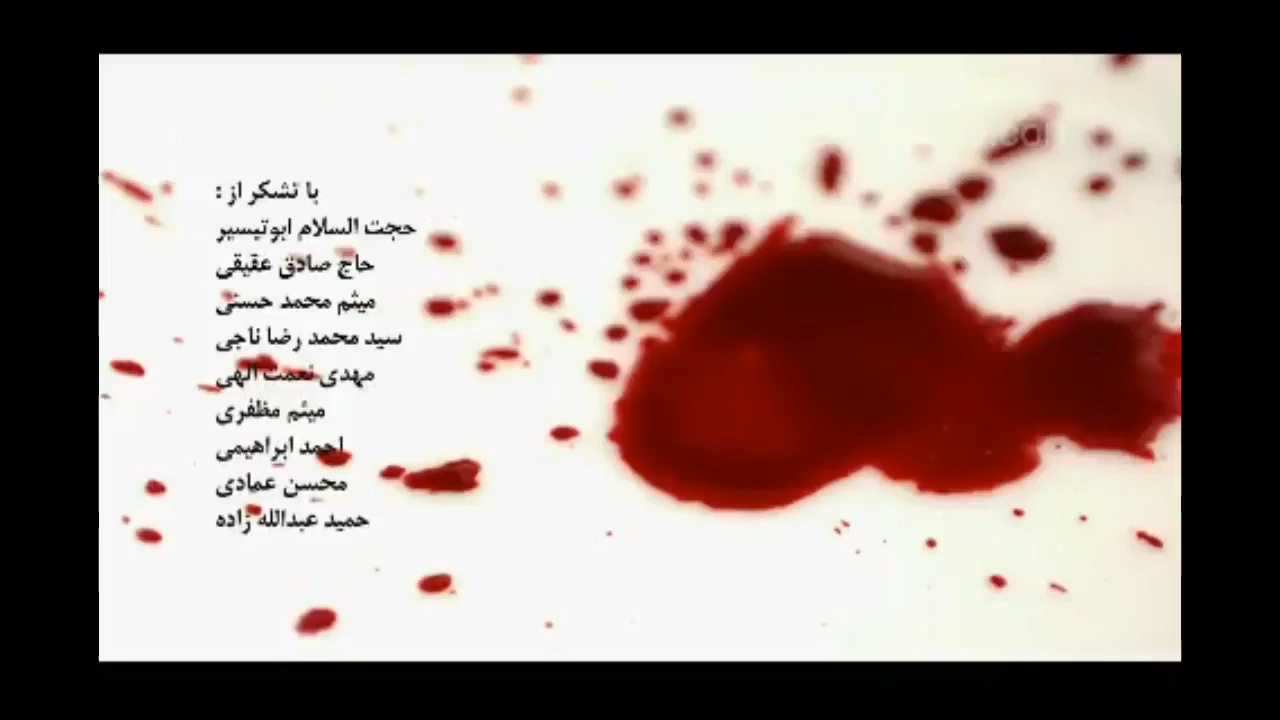 با تشکر از :
حجت السلام ابوتیسیر
حاج صادق عقیقی
میثم محمد حسنی
سید محمد رضا ناجی
مهدی نعمت الهی
میثم مظفری
احمد ابراهیمی
محسن عمادی
حمید عبدالله زاده